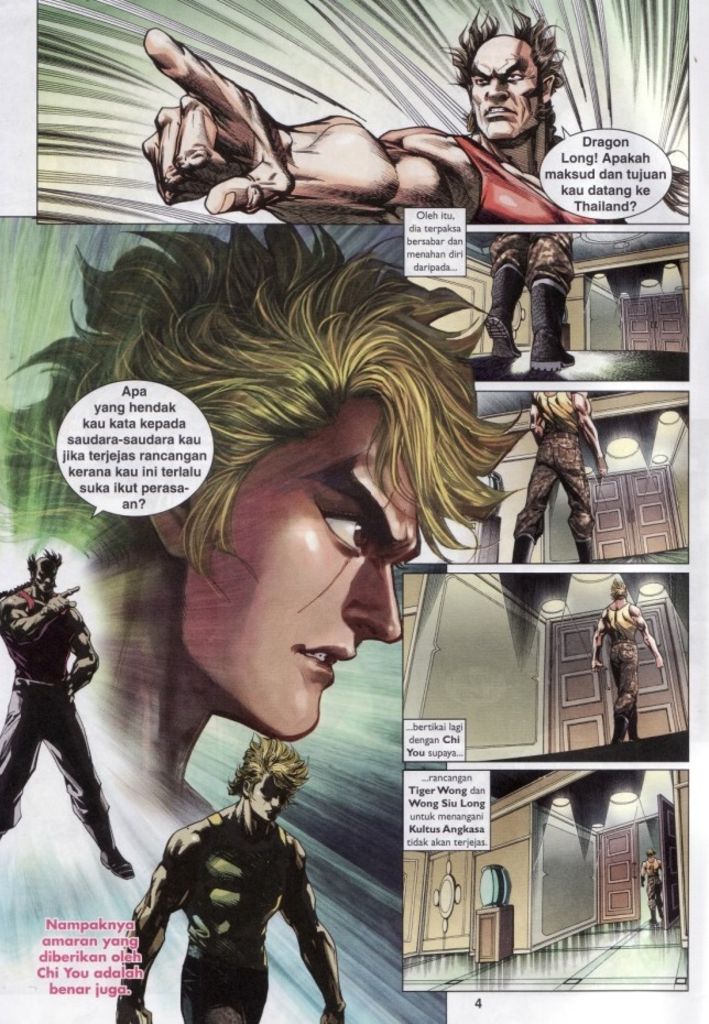 Dragon
Long! Apakah
maksud dan tujuan
kau datang ke
Thailand?
Apa
yang hendak
kau kata kepada
saudara-saudara kau
jika terjejas rancangan
kerana kau ini terlalu
suka ikut perasa-
an?
Oleh itu,
dia terpaksa
bersabar dan
menahan diri
daripada...
...bertikai lagi
dengan Chi
You supaya...
...rancangan
Tiger Wong dan
Wong Siu Long
untuk menangani
Kultus Angkasa
tidak akan terjejas.
Nampaknya
amaran yang
diberikan oleh
Chi You adalah
benar juga.
4